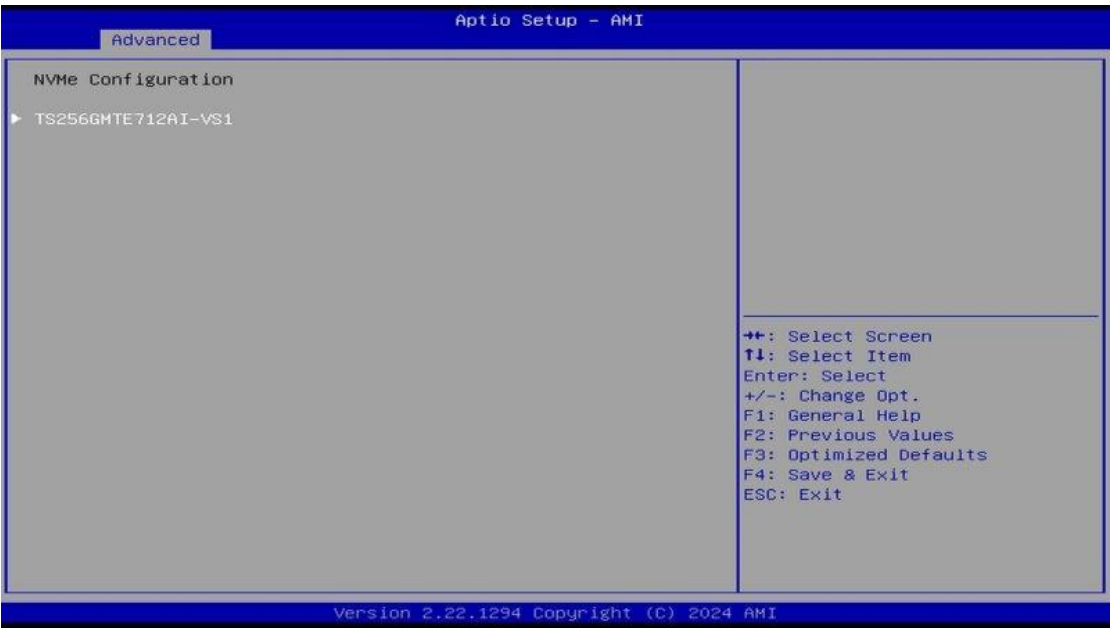 Aptio Setup - AMI
Advanced
NVMe Configuration
▶ TS256GMTE712AI-VS1
→←: Select Screen
↑↓: Select Item
Enter: Select
+/-: Change Opt.
F1: General Help
F2: Previous Values
F3: Optimized Defaults
F4: Save & Exit
ESC: Exit
Version 2.22.1294 Copyright (C) 2024 AMI